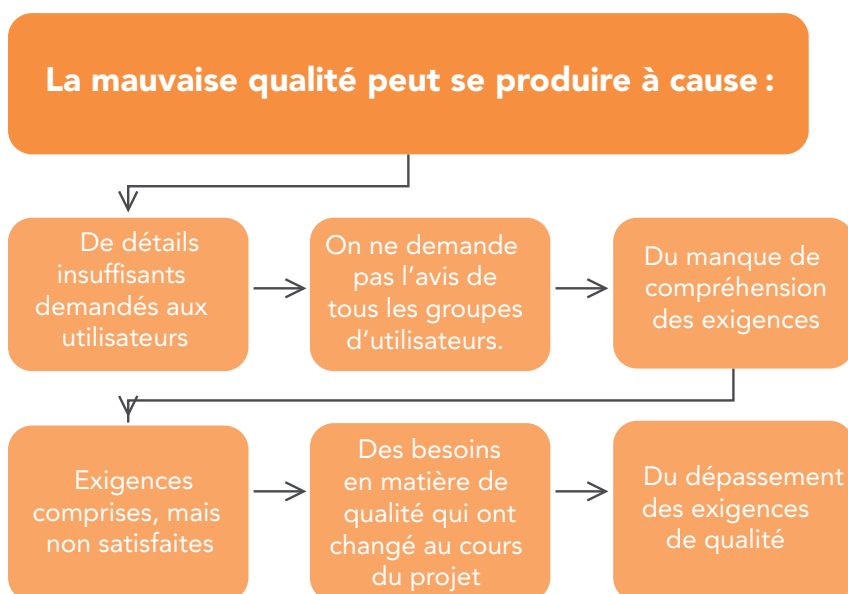 La mauvaise qualité peut se produire à cause :
De détails
insuffisants
demandés aux
utilisateurs
On ne demande
pas l’avis de
tous les groupes
d’utilisateurs.
Du manque de
compréhension
des exigences
Exigences
comprises, mais
non satisfaites
Des besoins
en matière de
qualité qui ont
changé au cours
du projet
Du dépassement
des exigences
de qualité